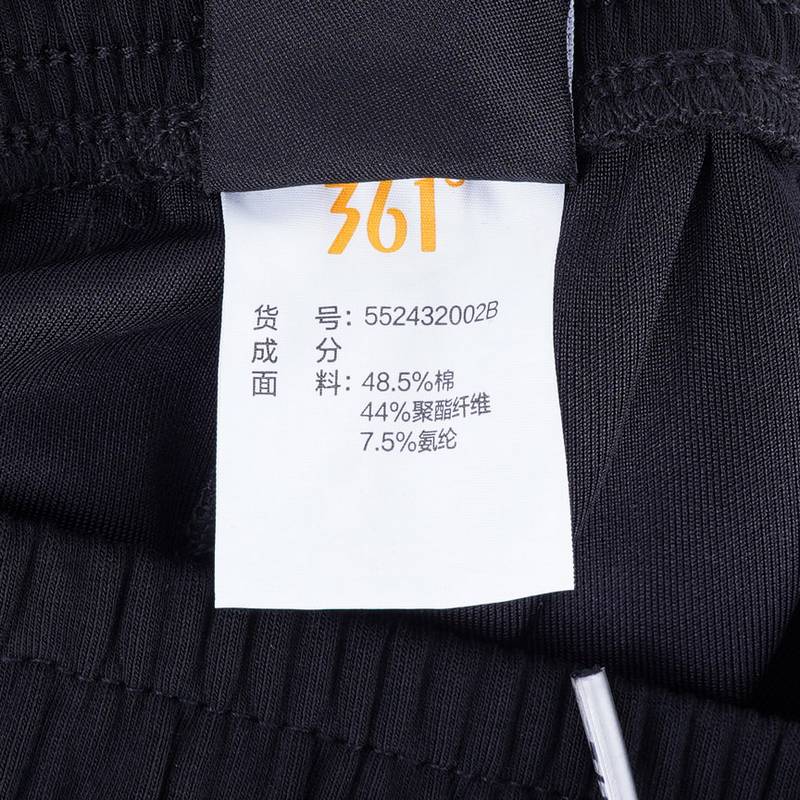 361°
货 号: 552432002B
成 分
面 料: 48.5%棉
44%聚酯纤维
7.5%氨纶